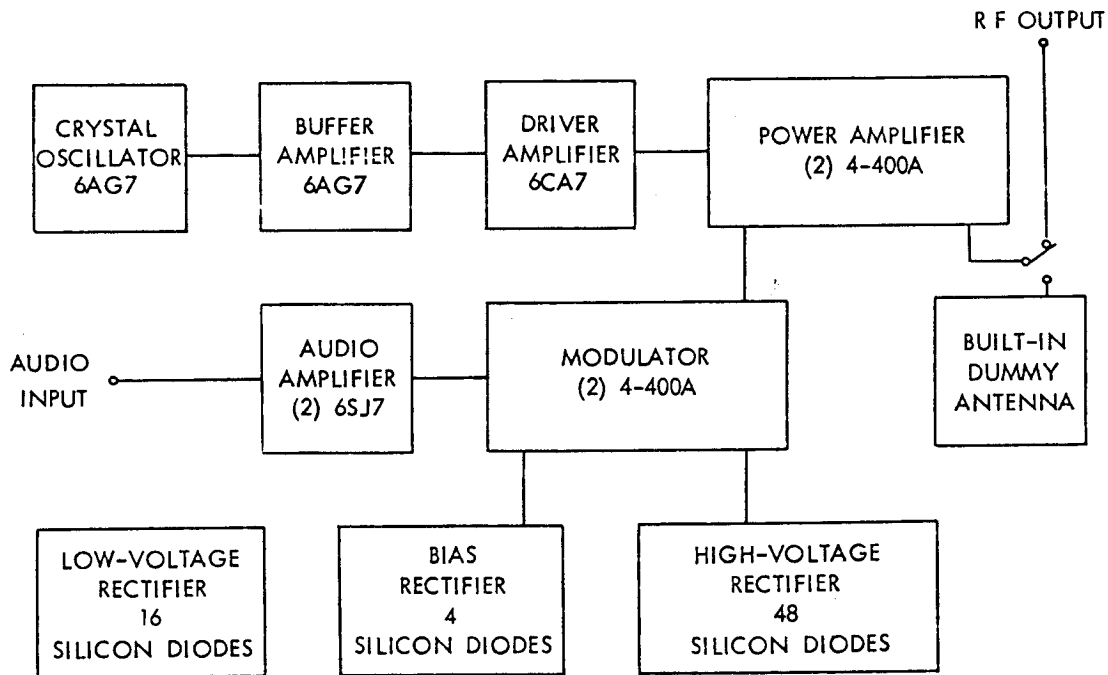 R F OUTPUT
CRYSTAL
OSCILLATOR
6AG7
BUFFER
AMPLIFIER
6AG7
DRIVER
AMPLIFIER
6CA7
POWER AMPLIFIER
(2) 4-400A
AUDIO
INPUT
AUDIO
AMPLIFIER
(2) 6SJ7
MODULATOR
(2) 4-400A
BUILT-IN
DUMMY
ANTENNA
LOW-VOLTAGE
RECTIFIER
16
SILICON DIODES
BIAS
RECTIFIER
4
SILICON DIODES
HIGH-VOLTAGE
RECTIFIER
48
SILICON DIODES